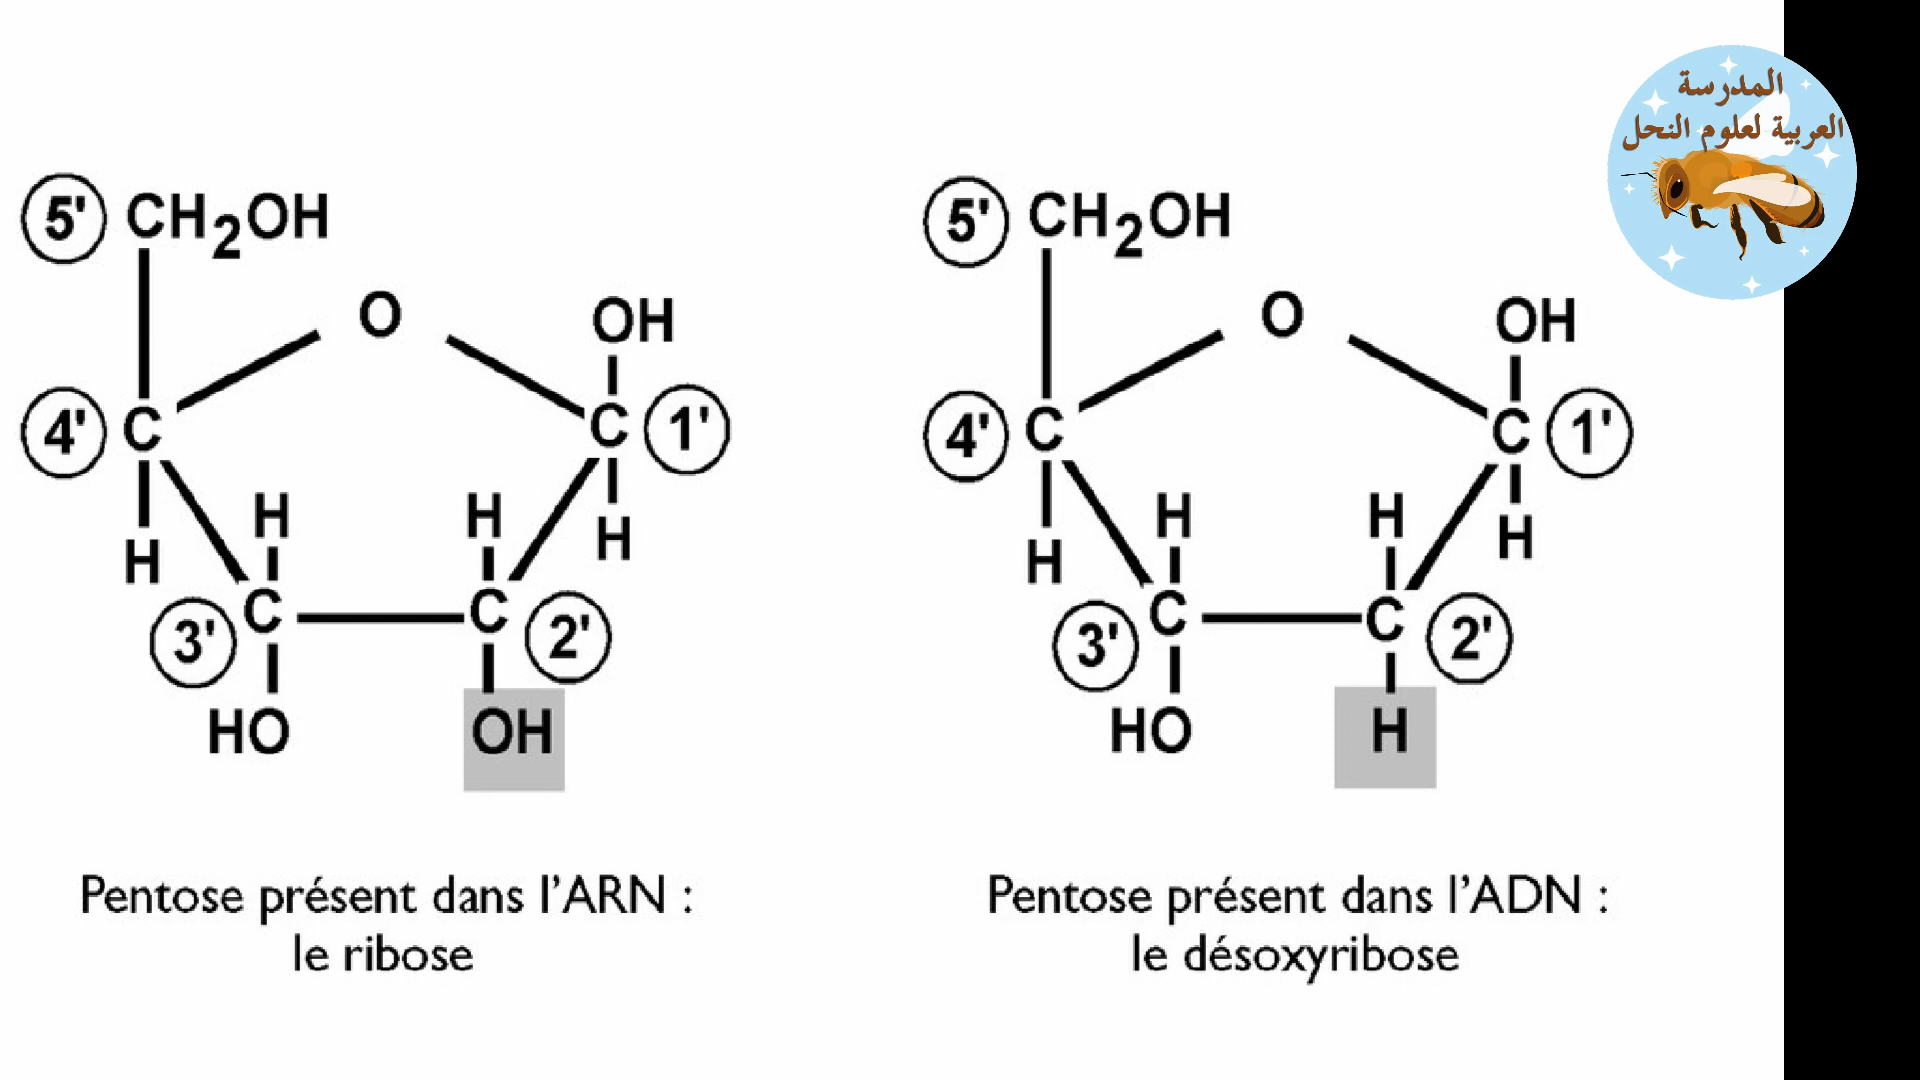 المدرسة
العربية لعلوم النحل
5' CH2OH
O
OH
4' C
C 1'
H
H
H
H
3' C
C 2'
HO
OH
Pentose présent dans l'ARN :
le ribose
5' CH2OH
O
OH
4' C
C 1'
H
H
H
H
3' C
C 2'
HO
H
Pentose présent dans l'ADN :
le désoxyribose